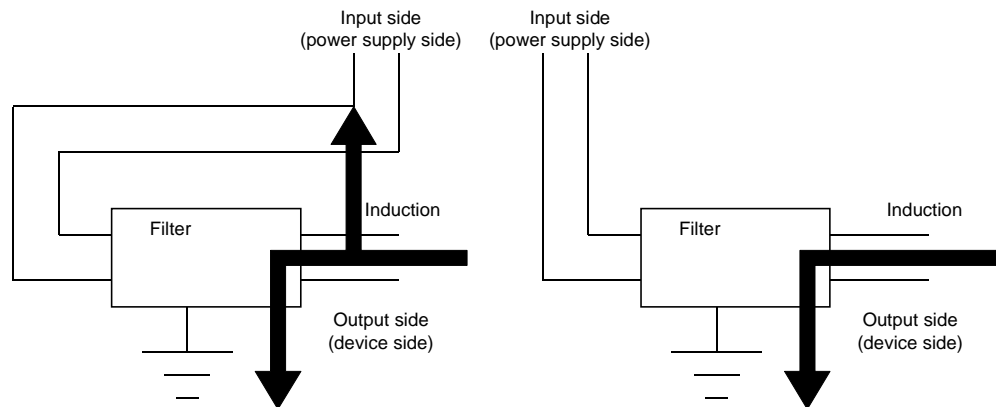 Input side
(power supply side)
Input side
(power supply side)
Induction
Filter
Output side
(device side)
Induction
Filter
Output side
(device side)